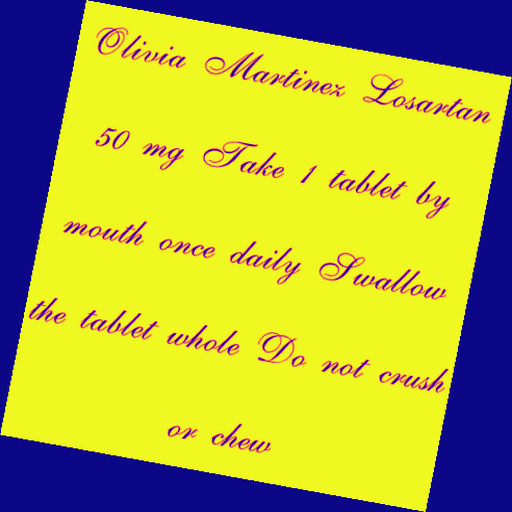 Olivia Martinez Losartan
50 mg Take 1 tablet by
mouth once daily Swallow
the tablet whole Do not crush
or chew